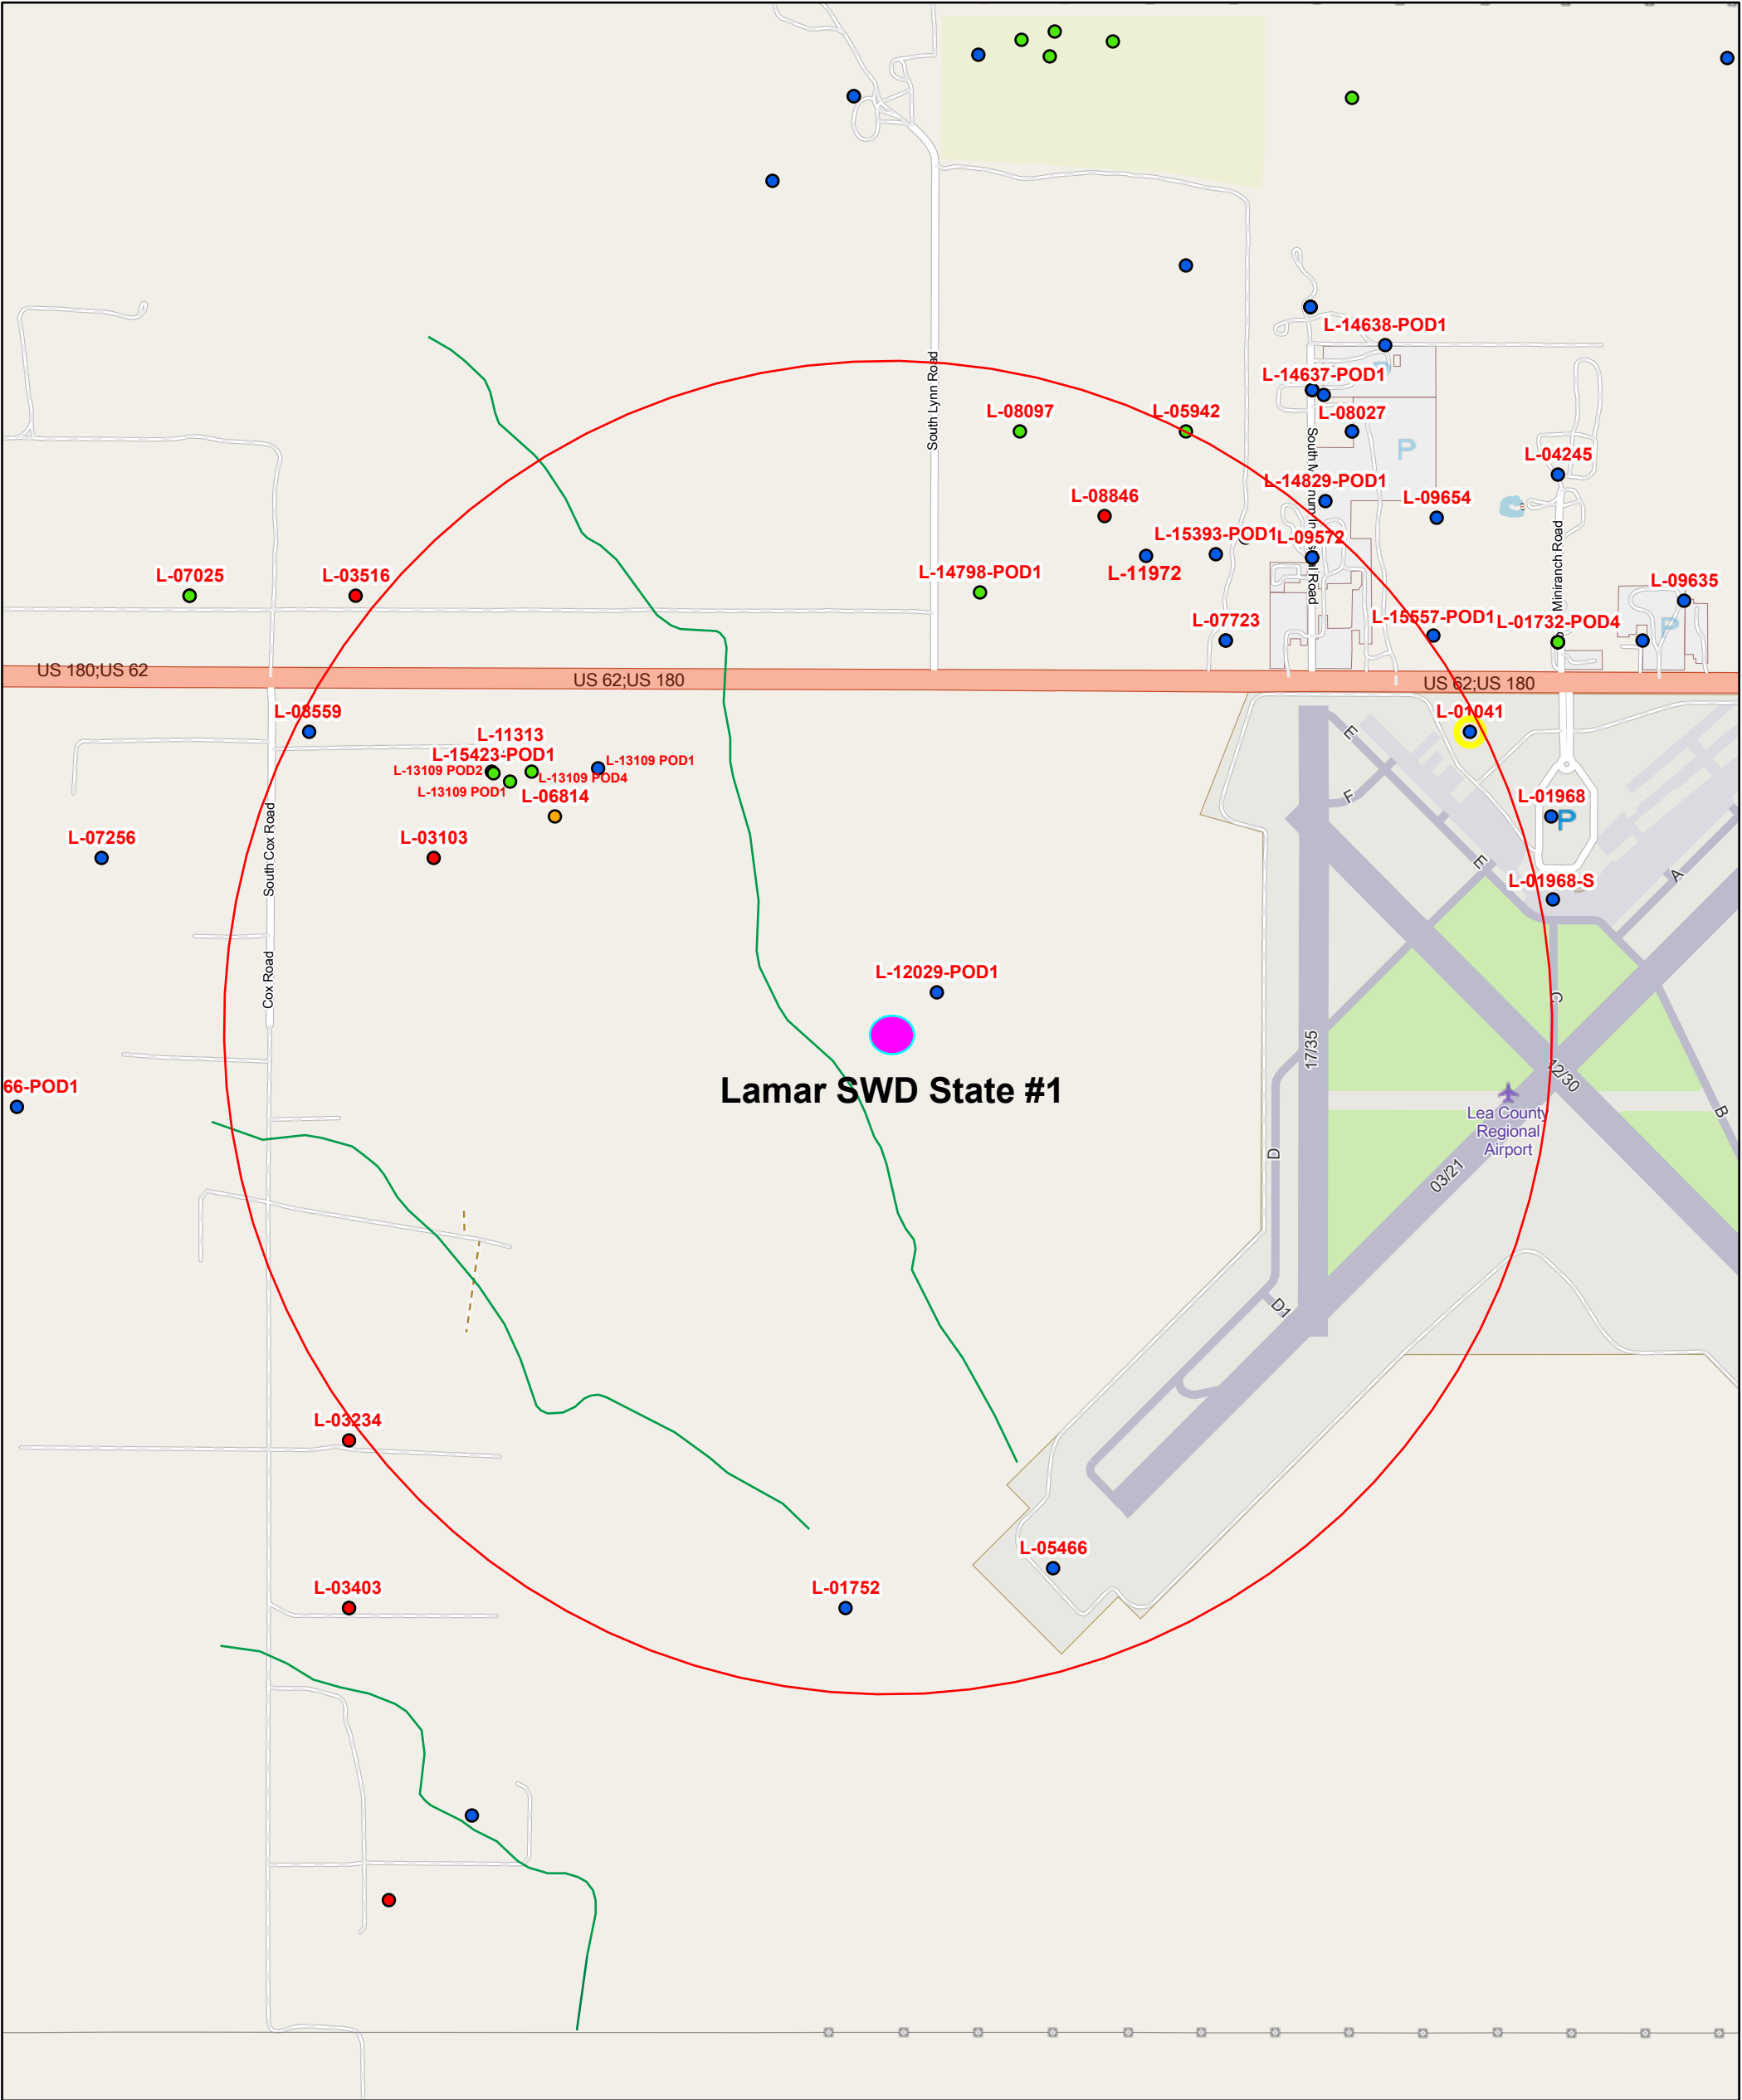 L-14638-POD1
L-14637-POD1
L-08027
P
L-08097
L-05942
South Lynn Road
P
L-04245
L-14829-POD1
L-09654
L-08846
L-15393-POD1
L-09572
L-11972
L-14798-POD1
L-07025
L-03516
L-09635
Miniranch Road
L-15557-POD1
L-01732-POD4
P
L-07723
US 180;US 62
US 62;US 180
US 62;US 180
L-08559
L-01041
L-11313
E
L-15423-POD1
L-13109 POD1
L-13109 POD2
L-13109 POD4
L-13109 POD1
L-06814
F
L-01968
P
L-03103
L-07256
South Cox Road
E
A
L-01968-S
Cox Road
L-12029-POD1
C
17/35
12/30
Lamar SWD State #1
66-POD1
Lea County
Regional
Airport
B
D
03/21
D1
L-03234
L-05466
L-03403
L-01752